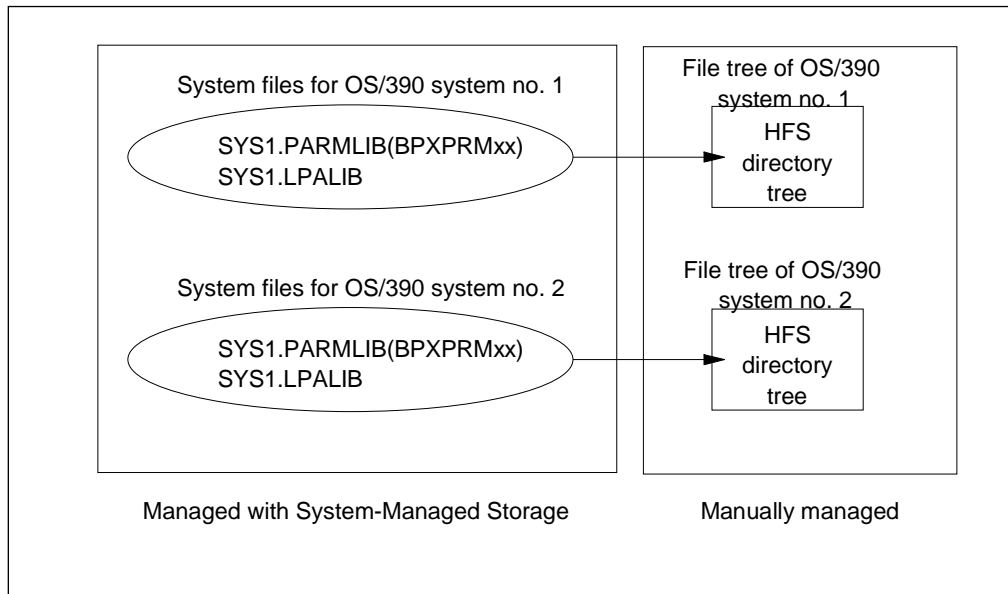 System files for OS/390 system no. 1
SYS1.PARMLIB(BPXPRMxx)
SYS1.LPALIB
File tree of OS/390
system no. 1
HFS
directory
tree
System files for OS/390 system no. 2
SYS1.PARMLIB(BPXPRMxx)
SYS1.LPALIB
File tree of OS/390
system no. 2
HFS
directory
tree
Managed with System-Managed Storage
Manually managed